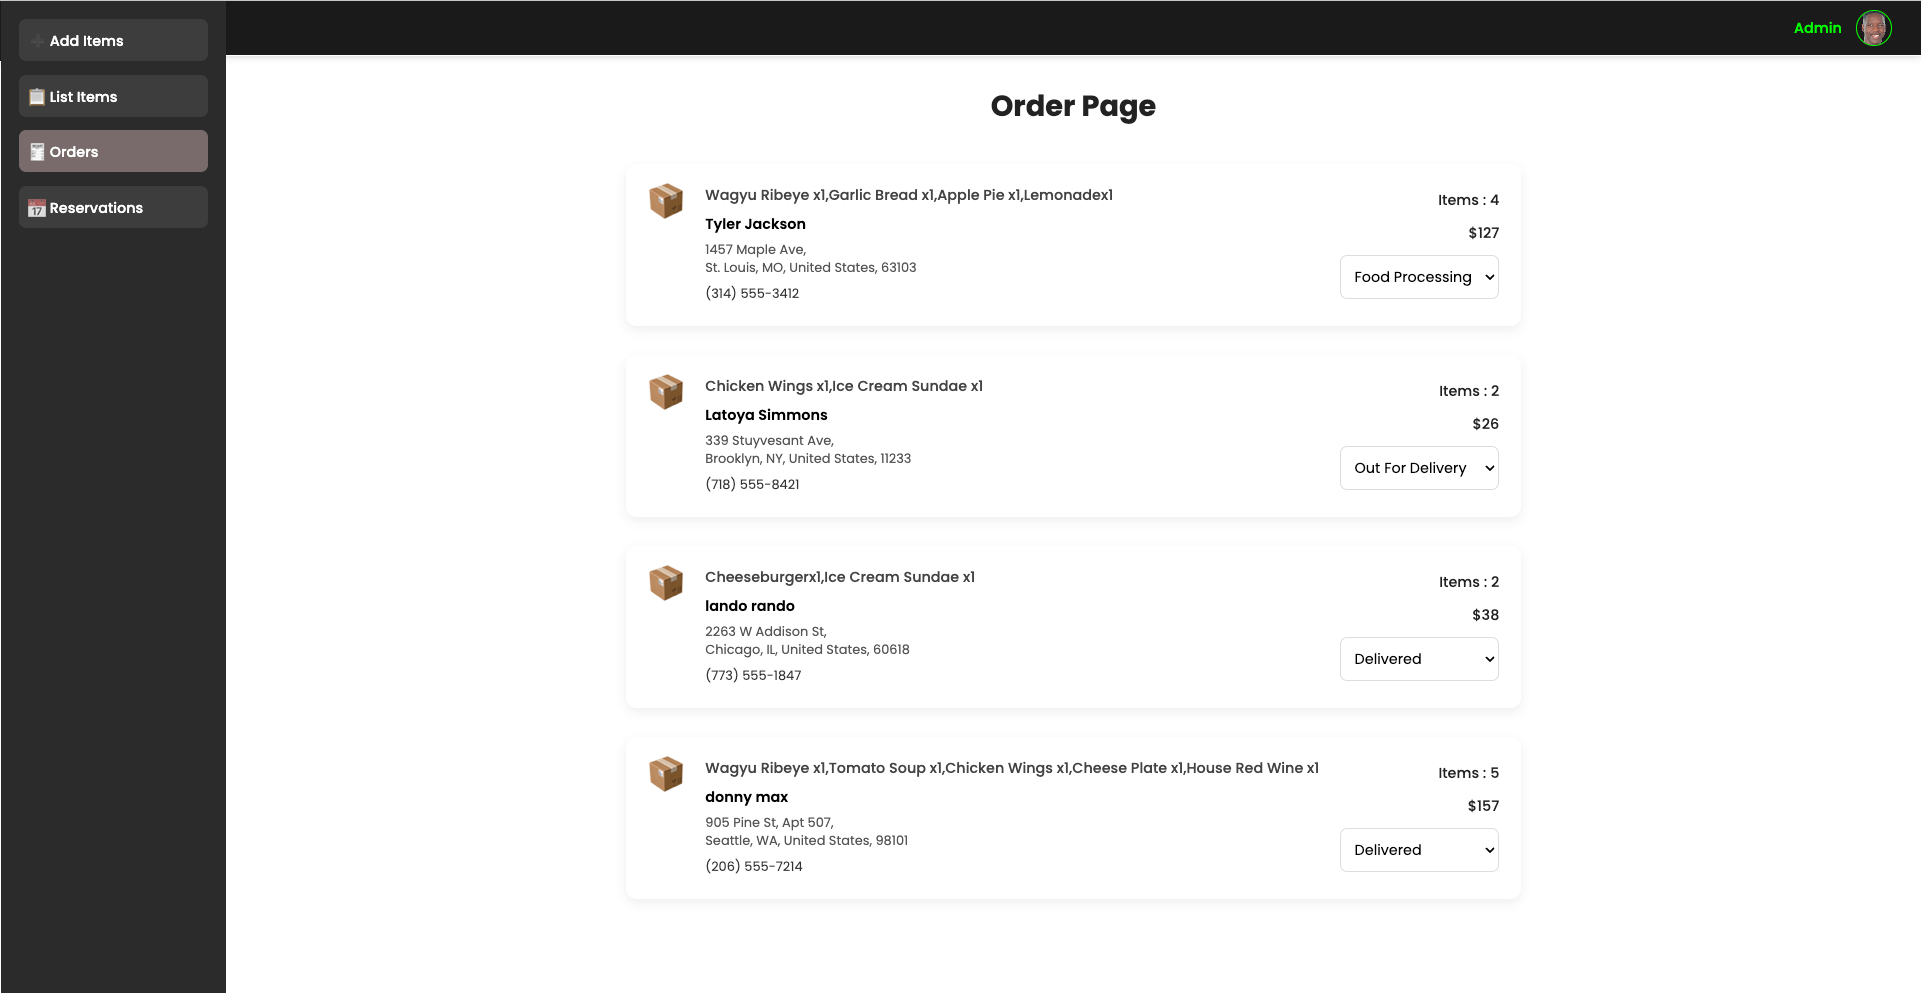 Add Items
List Items
Orders
17 Reservations
Admin
Order Page
Wagyu Ribeye x1,Garlic Bread x1,Apple Pie x1,Lemonadex1
Tyler Jackson
1457 Maple Ave,
St. Louis, MO, United States, 63103
(314) 555-3412
Items : 4
$127
Food Processing
Chicken Wings x1,Ice Cream Sundae x1
Latoya Simmons
339 Stuyvesant Ave,
Brooklyn, NY, United States, 11233
(718) 555-8421
Items : 2
$26
Out For Delivery
Cheeseburgerx1,Ice Cream Sundae x1
lando rando
2263 W Addison St,
Chicago, IL, United States, 60618
(773) 555-1847
Items : 2
$38
Delivered
Wagyu Ribeye x1,Tomato Soup x1,Chicken Wings x1,Cheese Plate x1,House Red Wine x1
donny max
905 Pine St, Apt 507,
Seattle, WA, United States, 98101
(206) 555-7214
Items : 5
$157
Delivered